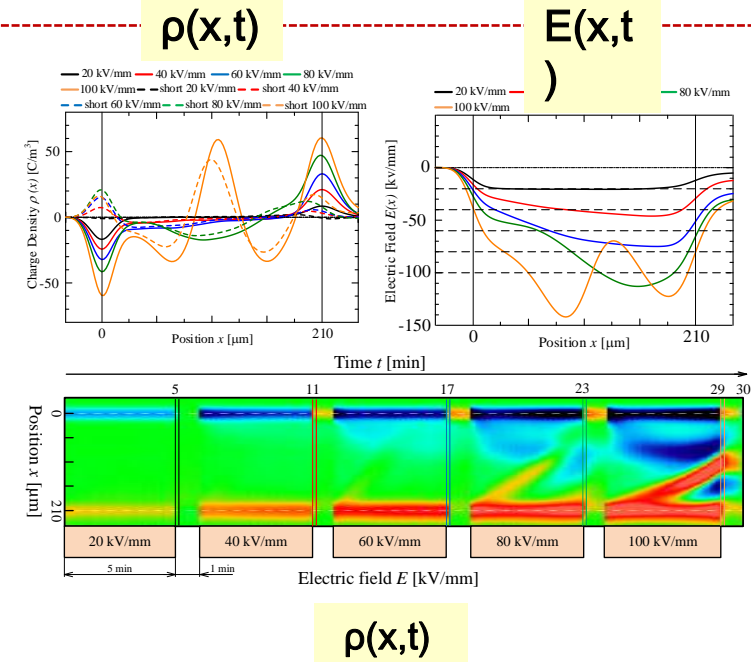 ρ(x,t)
E(x,t
)
20 kV/mm 40 kV/mm 60 kV/mm 80 kV/mm
100 kV/mm short 20 kV/mm short 40 kV/mm
short 60 kV/mm short 80 kV/mm short 100 kV/mm
20 kV/mm 80 kV/mm
100 kV/mm
Charge Density ρ (x) [C/m³]
50
0
-50
0 210
Position x [μm]
Electric Field E(x) [kv/mm]
0
-50
-100
-150
0 210
Position x [μm]
Time t [min]
5 11 17 23 29 30
Position x [μm]
0
210
20 kV/mm 40 kV/mm 60 kV/mm 80 kV/mm 100 kV/mm
5 min 1 min
Electric field E [kV/mm]
ρ(x,t)